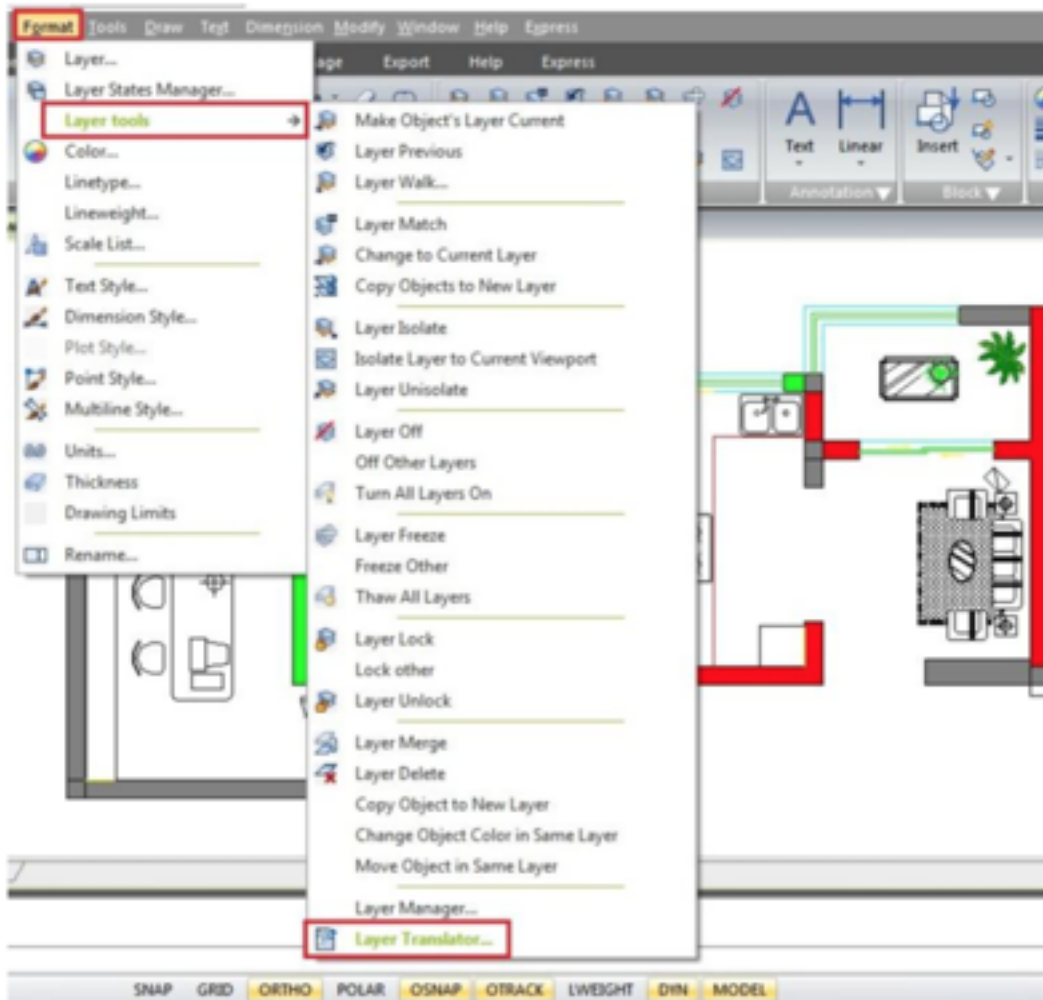 Format Tools Draw Text Dimension Modify Window Help Express
age Export Help Express
Layer...
Layer States Manager...
Layer tools
Color...
Linetype...
Lineweight...
Scale List...
Text Style...
Dimension Style...
Plot Style...
Point Style...
Multiline Style...
Units...
Thickness
Drawing Limits
Rename...
Make Object's Layer Current
Layer Previous
Layer Walk...
Layer Match
Change to Current Layer
Copy Objects to New Layer
Layer Isolate
Isolate Layer to Current Viewport
Layer Unisolate
Layer Off
Off Other Layers
Turn All Layers On
Layer Freeze
Freeze Other
Thaw All Layers
Layer Lock
Lock other
Layer Unlock
Layer Merge
Layer Delete
Copy Object to New Layer
Change Object Color in Same Layer
Move Object in Same Layer
Layer Manager...
Layer Translator...
Text Linear Insert
Annotation Block
SNAP GRID ORTHO POLAR OSNAP OTRACK LWEIGHT DYN MODEL